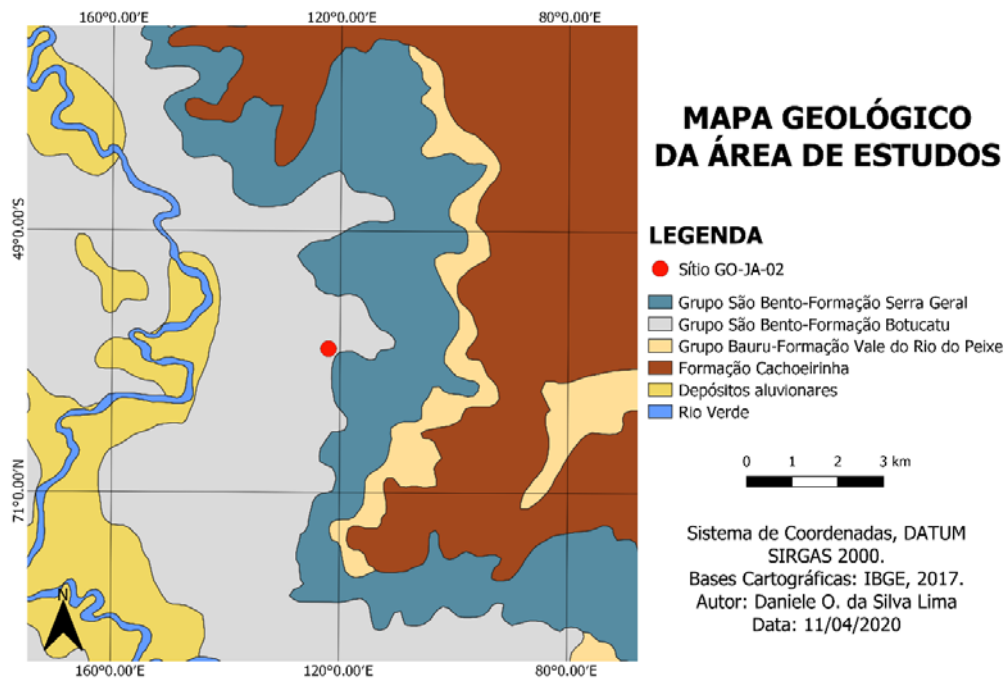 160°0.00'E 120°0.00'E 80°0.00'E
49°0.00'S
71°0.00'N
N
160°0.00'E 120°0.00'E 80°0.00'E
MAPA GEOLÓGICO
DA ÁREA DE ESTUDOS
LEGENDA
Sítio GO-JA-02
Grupo São Bento-Formação Serra Geral
Grupo São Bento-Formação Botucatu
Grupo Bauru-Formação Vale do Rio do Peixe
Formação Cachoeirinha
Depósitos aluvionares
Rio Verde
0 1 2 3 km
Sistema de Coordenadas, DATUM
SIRGAS 2000.
Bases Cartográficas: IBGE, 2017.
Autor: Daniele O. da Silva Lima
Data: 11/04/2020